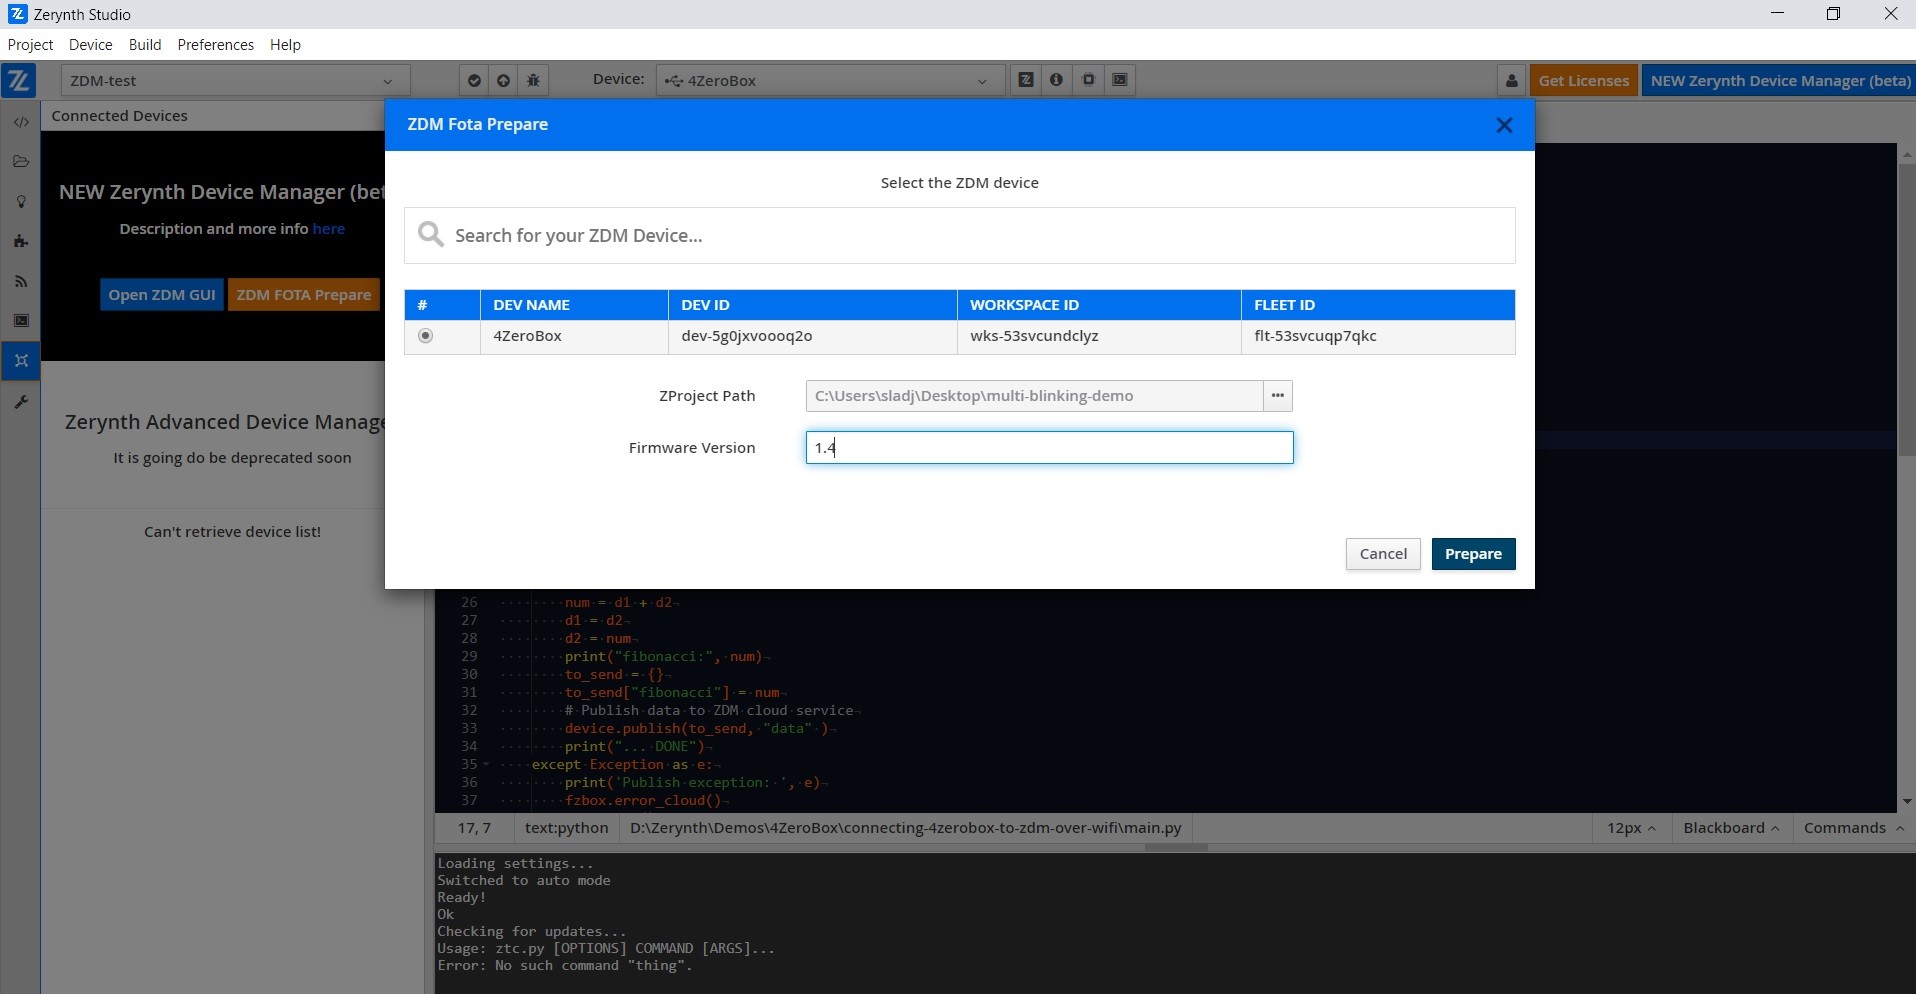 Zerynth Studio
Project Device Build Preferences Help
ZDM-test
Device: 4ZeroBox
Get Licenses
NEW Zerynth Device Manager (beta)
Connected Devices
NEW Zerynth Device Manager (bet
Description and more info here
Open ZDM GUI ZDM FOTA Prepare
Zerynth Advanced Device Manage
It is going do be deprecated soon
Can't retrieve device list!
ZDM Fota Prepare
Select the ZDM device
Search for your ZDM Device...
# DEV NAME DEV ID WORKSPACE ID FLEET ID
4ZeroBox dev-5g0jxvoooq2o wks-53svcundclyz flt-53svcuqp7qkc
ZProject Path C:\Users\sladj\Desktop\multi-blinking-demo ...
Firmware Version 1.4
Cancel Prepare
26 num = d1 + d2
27 d1 = d2
28 d2 = num
29 print("fibonacci:", num)
30 to_send = {}
31 to_send["fibonacci"] = num
32 # Publish data to ZDM cloud service
33 device.publish(to_send, "data" )
34 print("... DONE")
35 except Exception as e:
36 print('Publish exception: ', e)
37 fzbox.error_cloud()
17, 7 text:python D:\Zerynth\Demos\4ZeroBox\connecting-4zerobox-to-zdm-over-wifi\main.py 12px Blackboard Commands
Loading settings...
Switched to auto mode
Ready!
Ok
Checking for updates...
Usage: ztc.py [OPTIONS] COMMAND [ARGS]...
Error: No such command "thing".